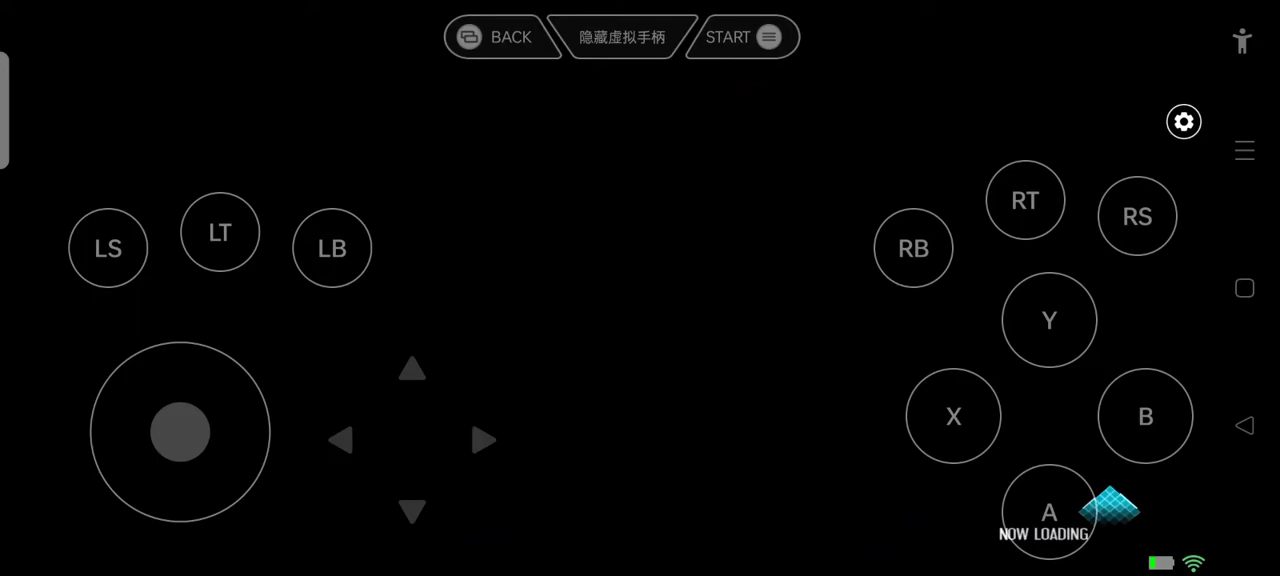 BACK 隐藏虚拟手柄 START
LS LT LB RB RT RS
Y
X B
A
NOW LOADING